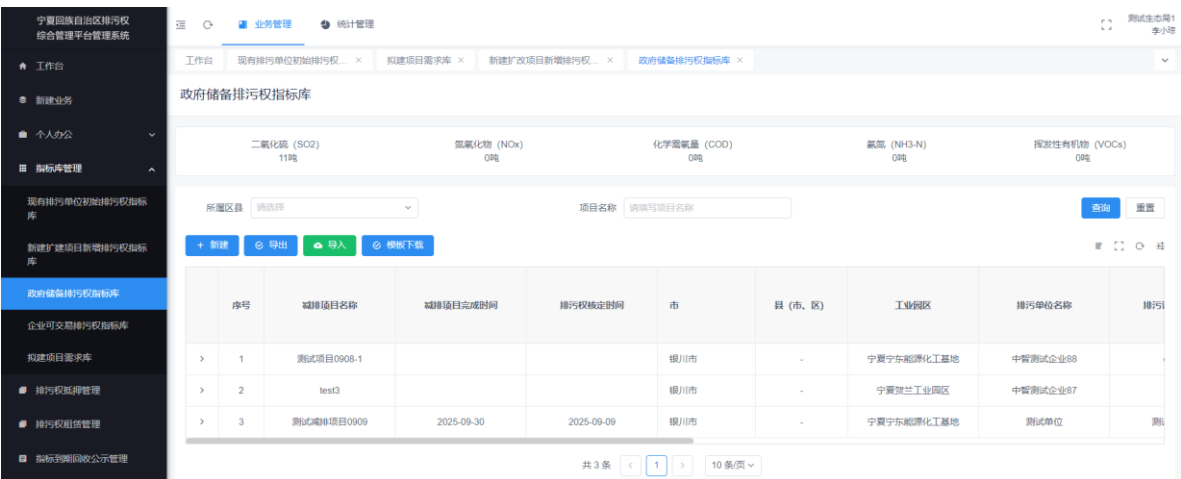 宁夏回族自治区排污权
综合管理平台管理系统
业务管理
统计管理
测试生态局1
李小琼
工作台
新建业务
个人办公
指标库管理
现有排污单位初始排污权指标
库
新建扩建项目新增排污权指标
库
政府储备排污权指标库
企业可交易排污权指标库
拟建项目需求库
排污权抵押管理
排污权租赁管理
指标到期回收公示管理
工作台
现有排污单位初始排污权... ×
拟建项目需求库 ×
新建扩改项目新增排污权... ×
政府储备排污权指标库 ×
政府储备排污权指标库
二氧化硫 (SO2)
11吨
氮氧化物 (NOx)
0吨
化学需氧量 (COD)
0吨
氨氮 (NH3-N)
0吨
挥发性有机物 (VOCs)
0吨
所属区县 请选择
项目名称 请填写项目名称
查询 重置
+ 新建 导出 导入 模板下载
序号 减排项目名称 减排项目完成时间 排污权核定时间 市 县 (市、区) 工业园区 排污单位名称
1 测试项目0908-1 银川市 - 宁夏宁东能源化工基地 中智测试企业88
2 test3 银川市 - 宁夏贺兰工业园区 中智测试企业87
3 测试减排项目0909 2025-09-30 2025-09-09 银川市 - 宁夏宁东能源化工基地 测试单位
共 3 条 < 1 > 10 条/页